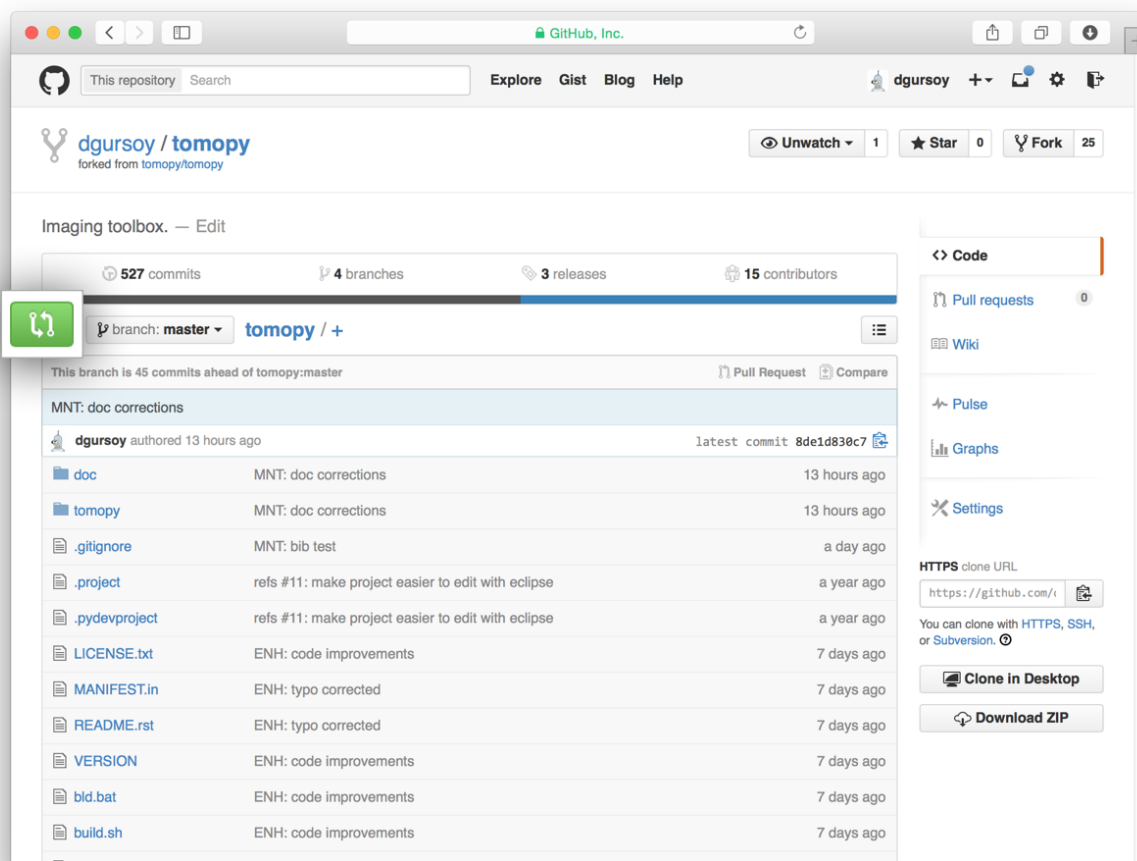 GitHub, Inc.
This repository Search Explore Gist Blog Help dgursoy
dgursoy / tomopy Unwatch 1 Star 0 Fork 25
forked from tomopy/tomopy
Imaging toolbox. — Edit
527 commits 4 branches 3 releases 15 contributors
branch: master tomopy / +
This branch is 45 commits ahead of tomopy:master Pull Request Compare
MNT: doc corrections
dgursoy authored 13 hours ago latest commit 8de1d830c7
doc MNT: doc corrections 13 hours ago
tomopy MNT: doc corrections 13 hours ago
.gitignore MNT: bib test a day ago
.project refs #11: make project easier to edit with eclipse a year ago
.pydevproject refs #11: make project easier to edit with eclipse a year ago
LICENSE.txt ENH: code improvements 7 days ago
MANIFEST.in ENH: typo corrected 7 days ago
README.rst ENH: typo corrected 7 days ago
VERSION ENH: code improvements 7 days ago
bld.bat ENH: code improvements 7 days ago
build.sh ENH: code improvements 7 days ago
Code
Pull requests 0
Wiki
Pulse
Graphs
Settings
HTTPS clone URL
https://github.com/
You can clone with HTTPS, SSH,
or Subversion.
Clone in Desktop
Download ZIP